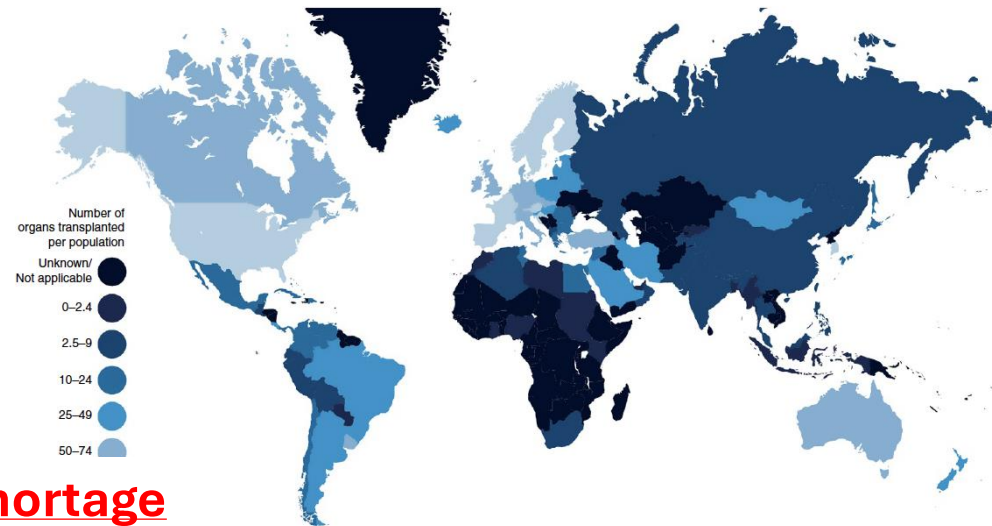 Number of
organs transplanted
per population
Unknown/
Not applicable
0–2.4
2.5–9
10–24
25–49
50–74